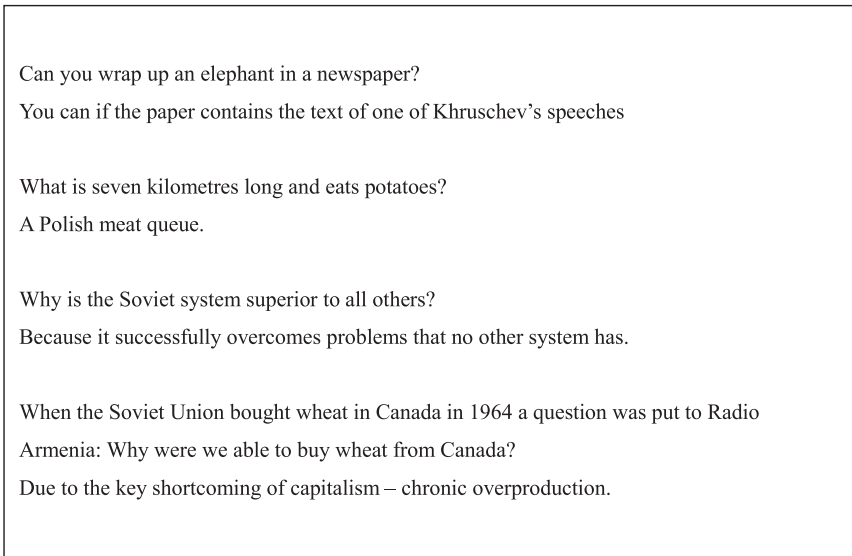 Can you wrap up an elephant in a newspaper?
You can if the paper contains the text of one of Khruschev’s speeches
What is seven kilometres long and eats potatoes?
A Polish meat queue.
Why is the Soviet system superior to all others?
Because it successfully overcomes problems that no other system has.
When the Soviet Union bought wheat in Canada in 1964 a question was put to Radio
Armenia: Why were we able to buy wheat from Canada?
Due to the key shortcoming of capitalism – chronic overproduction.